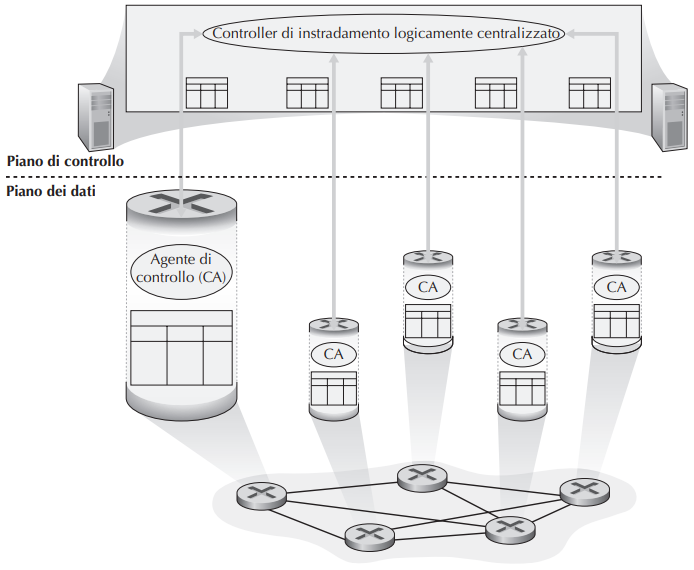 Controller di instradamento logicamente centralizzato
Piano di controllo
Piano dei dati
Agente di
controllo (CA)
CA
CA
CA
CA